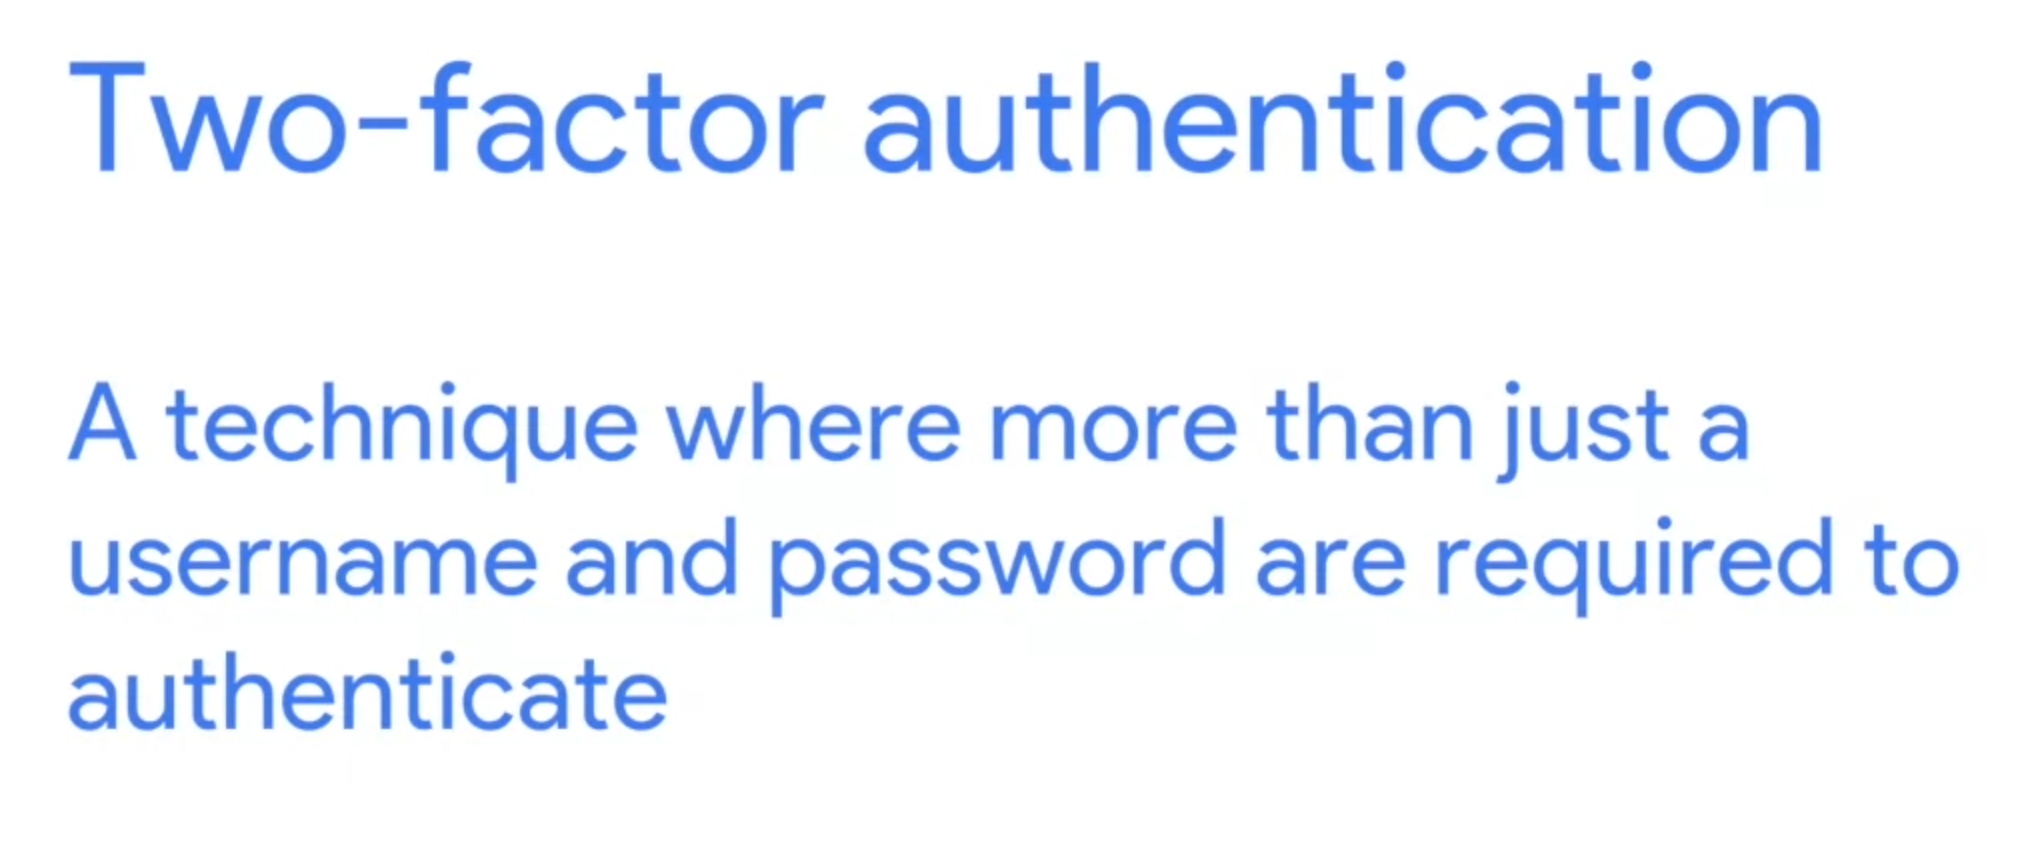 Two-factor authentication
A technique where more than just a
username and password are required to
authenticate